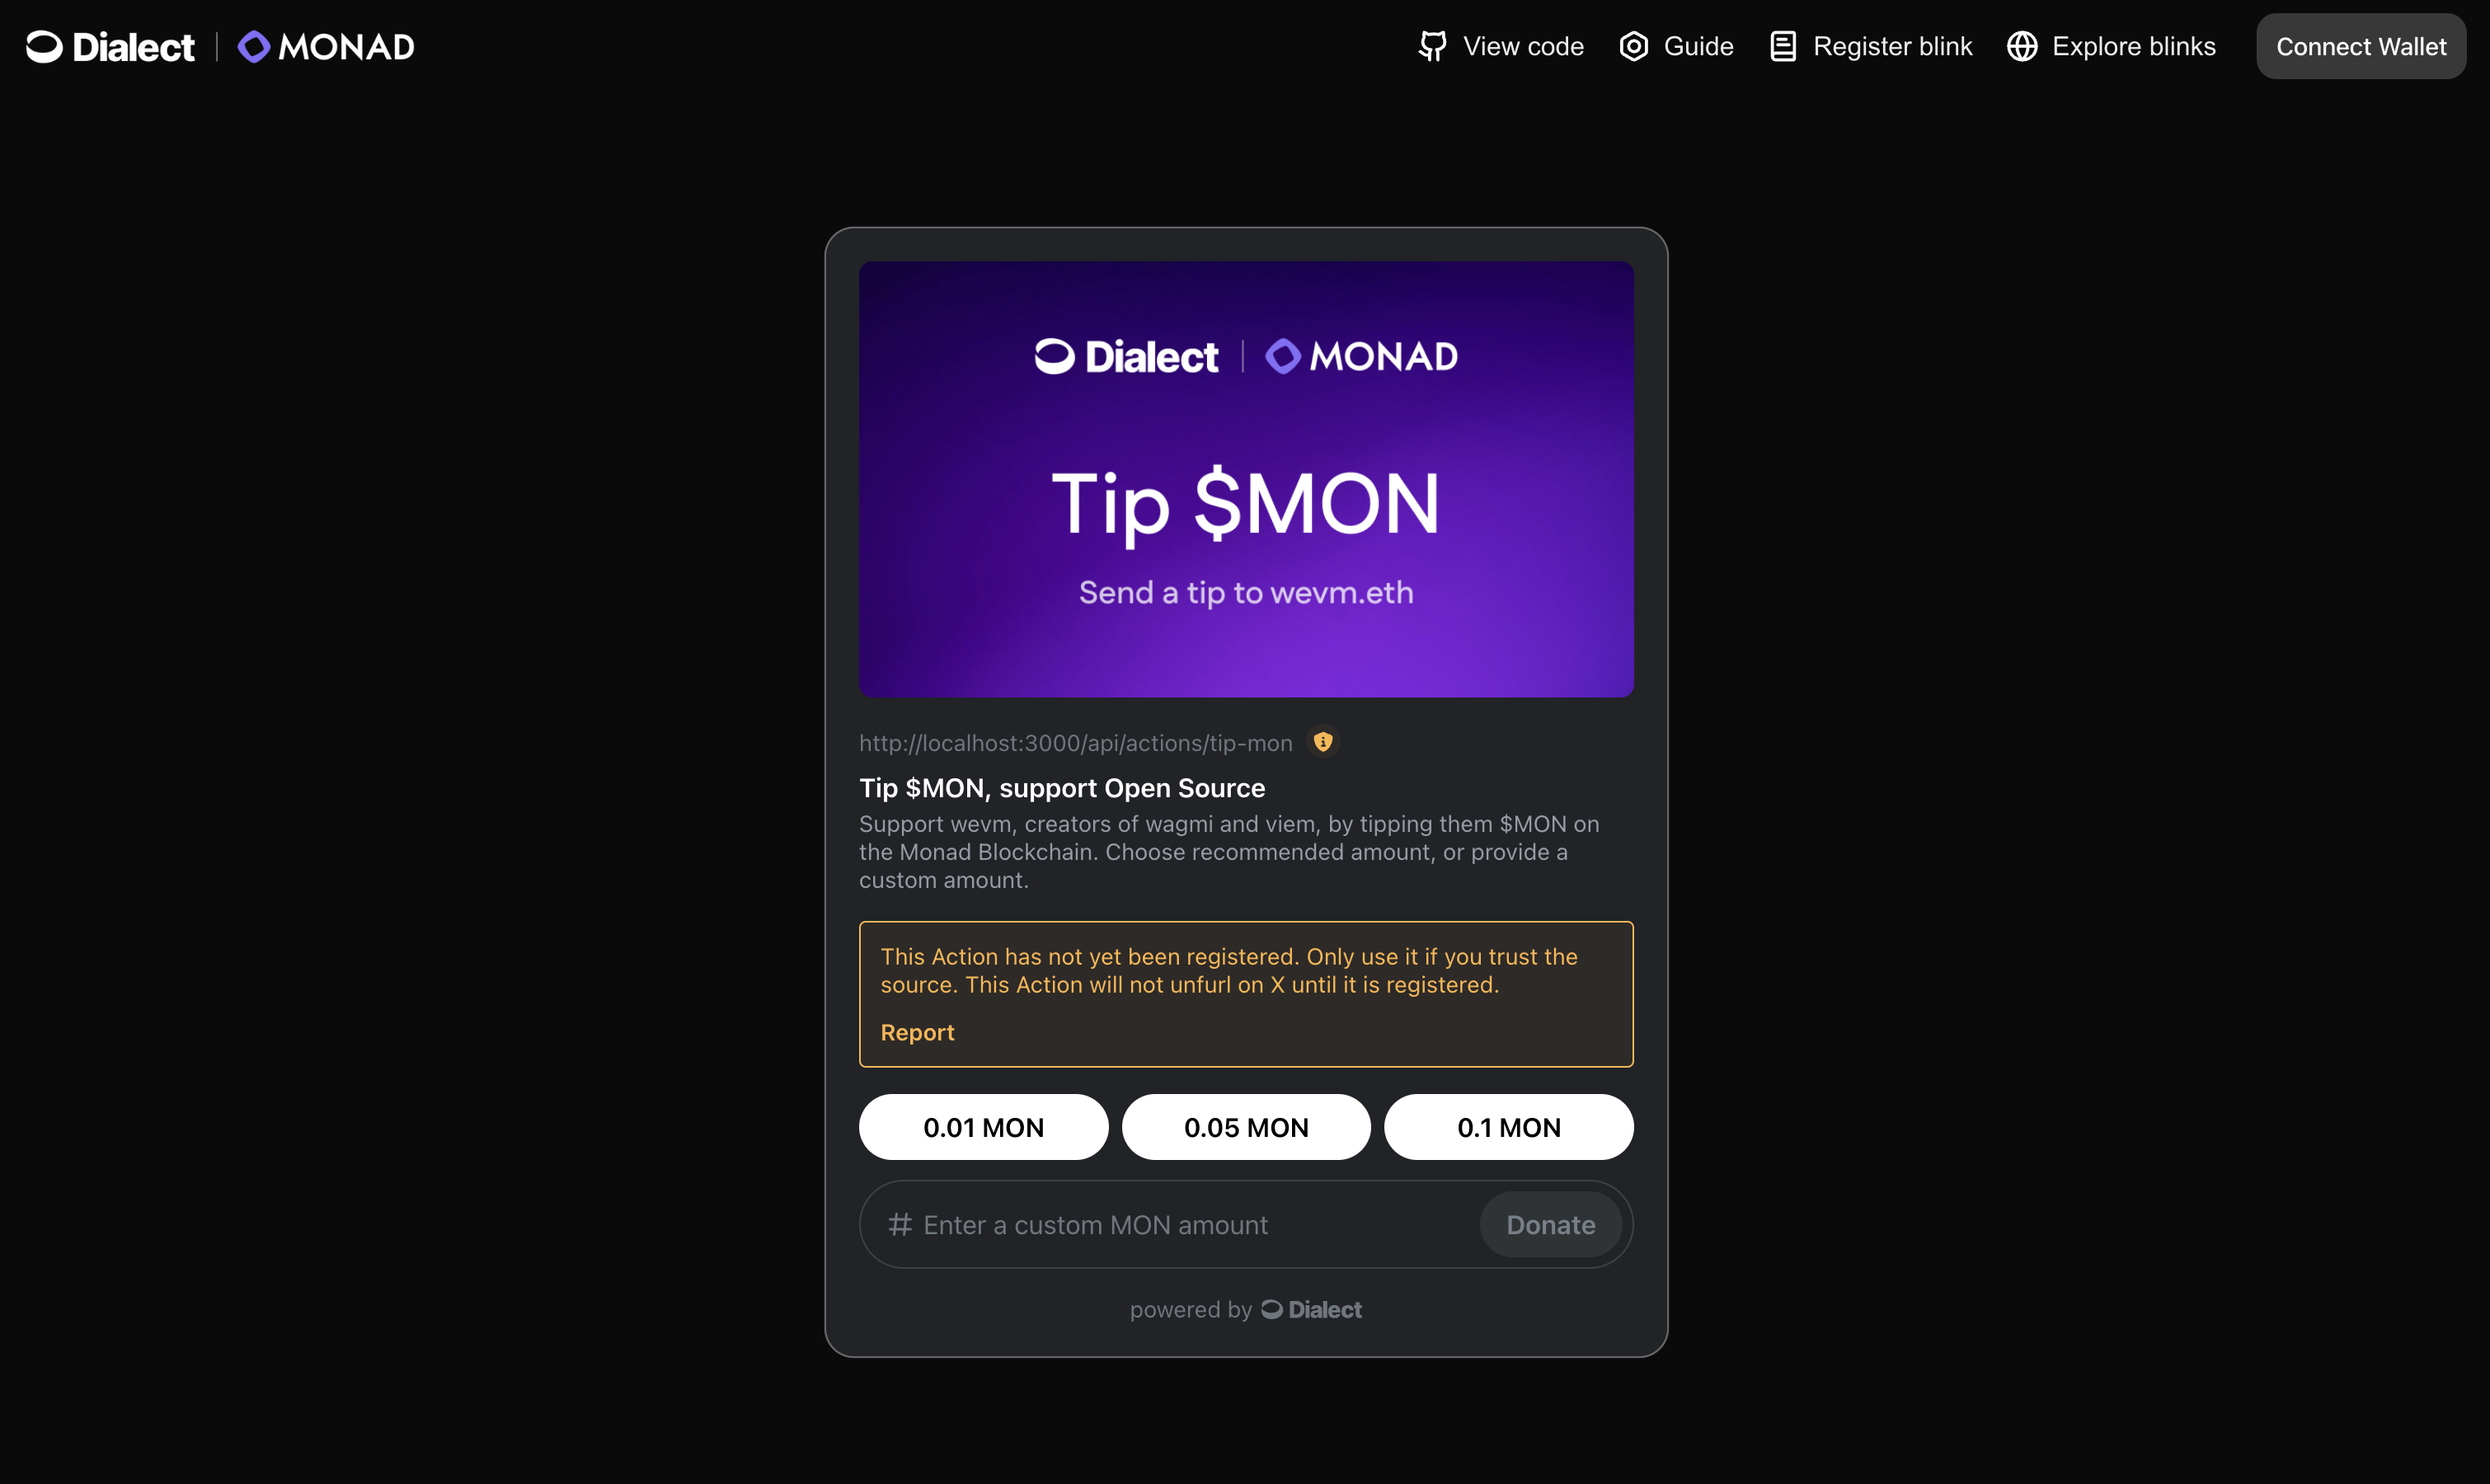 Dialect | MONAD
View code
Guide
Register blink
Explore blinks
Connect Wallet
Dialect | MONAD
Tip $MON
Send a tip to wevm.eth
http://localhost:3000/api/actions/tip-mon
Tip $MON, support Open Source
Support wevm, creators of wagmi and viem, by tipping them $MON on
the Monad Blockchain. Choose recommended amount, or provide a
custom amount.
This Action has not yet been registered. Only use it if you trust the
source. This Action will not unfurl on X until it is registered.
Report
0.01 MON
0.05 MON
0.1 MON
# Enter a custom MON amount
Donate
powered by Dialect